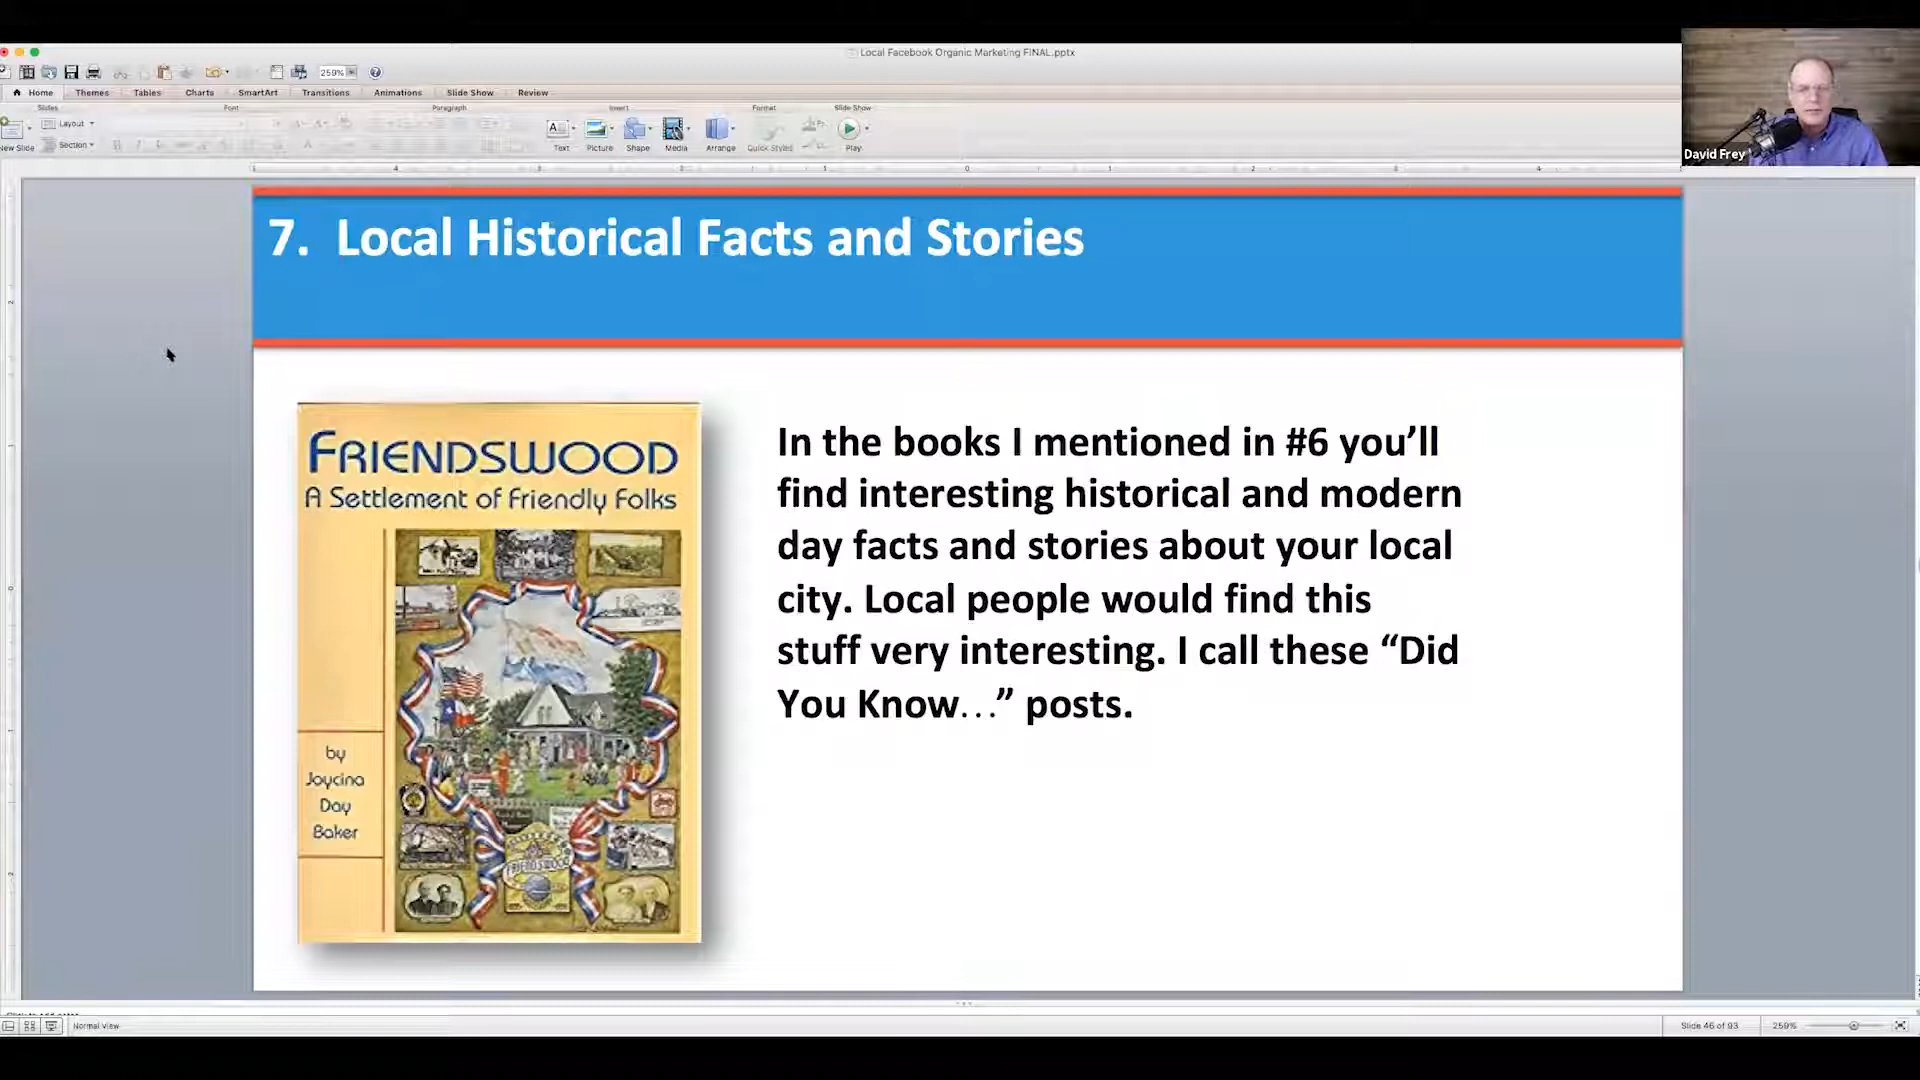 Local Facebook Organic Marketing FINAL.pptx
259%
Home Themes Tables Charts SmartArt Transitions Animations Slide Show Review
Slides Font Paragraph Insert Format Slide Show
Layout
New Slide Section
Text Picture Shape Media Arrange Quick Styles Play
David Frey
7. Local Historical Facts and Stories
FRIENDSWOOD
A Settlement of Friendly Folks
by
Joycina
Day
Baker
FRIENDSWOOD
In the books I mentioned in #6 you’ll
find interesting historical and modern
day facts and stories about your local
city. Local people would find this
stuff very interesting. I call these “Did
You Know…” posts.
Normal View
Slide 46 of 93
259%